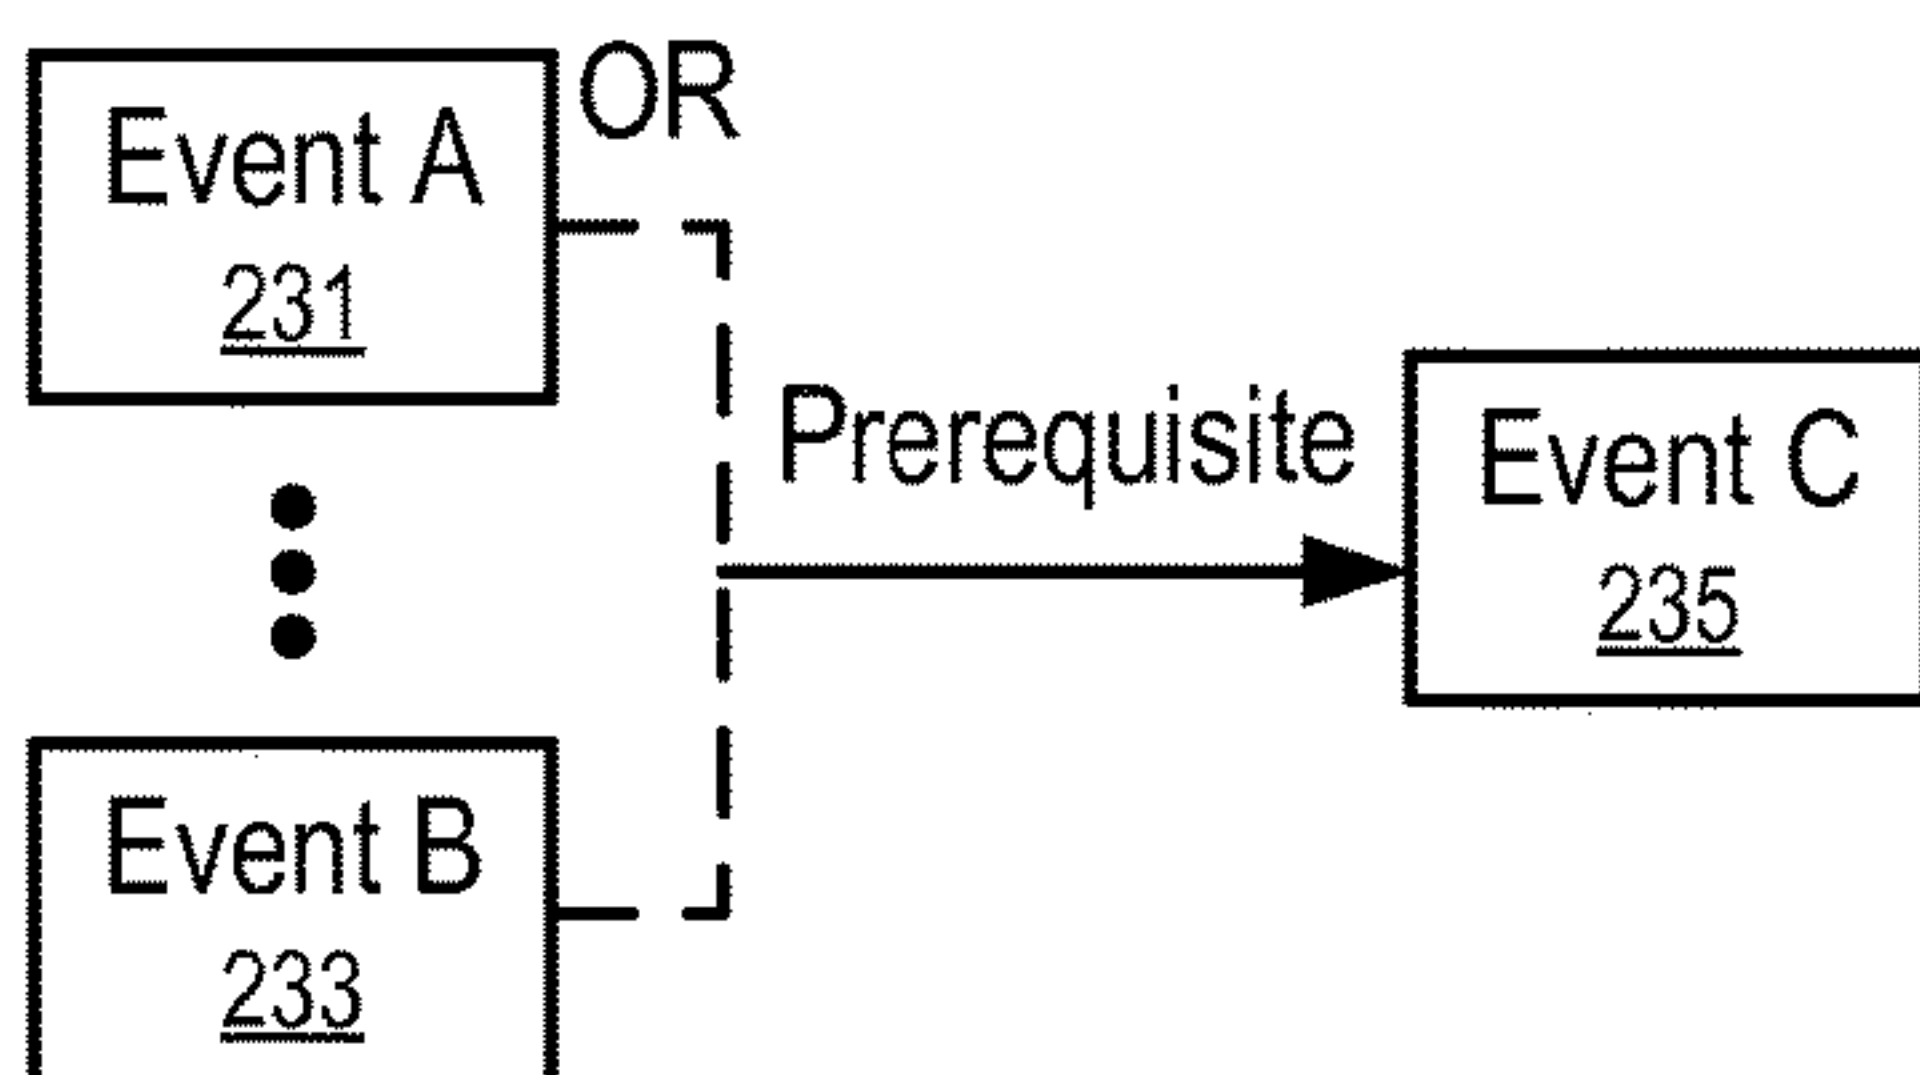 Event A
231
OR
Prerequisite
Event C
235
Event B
233